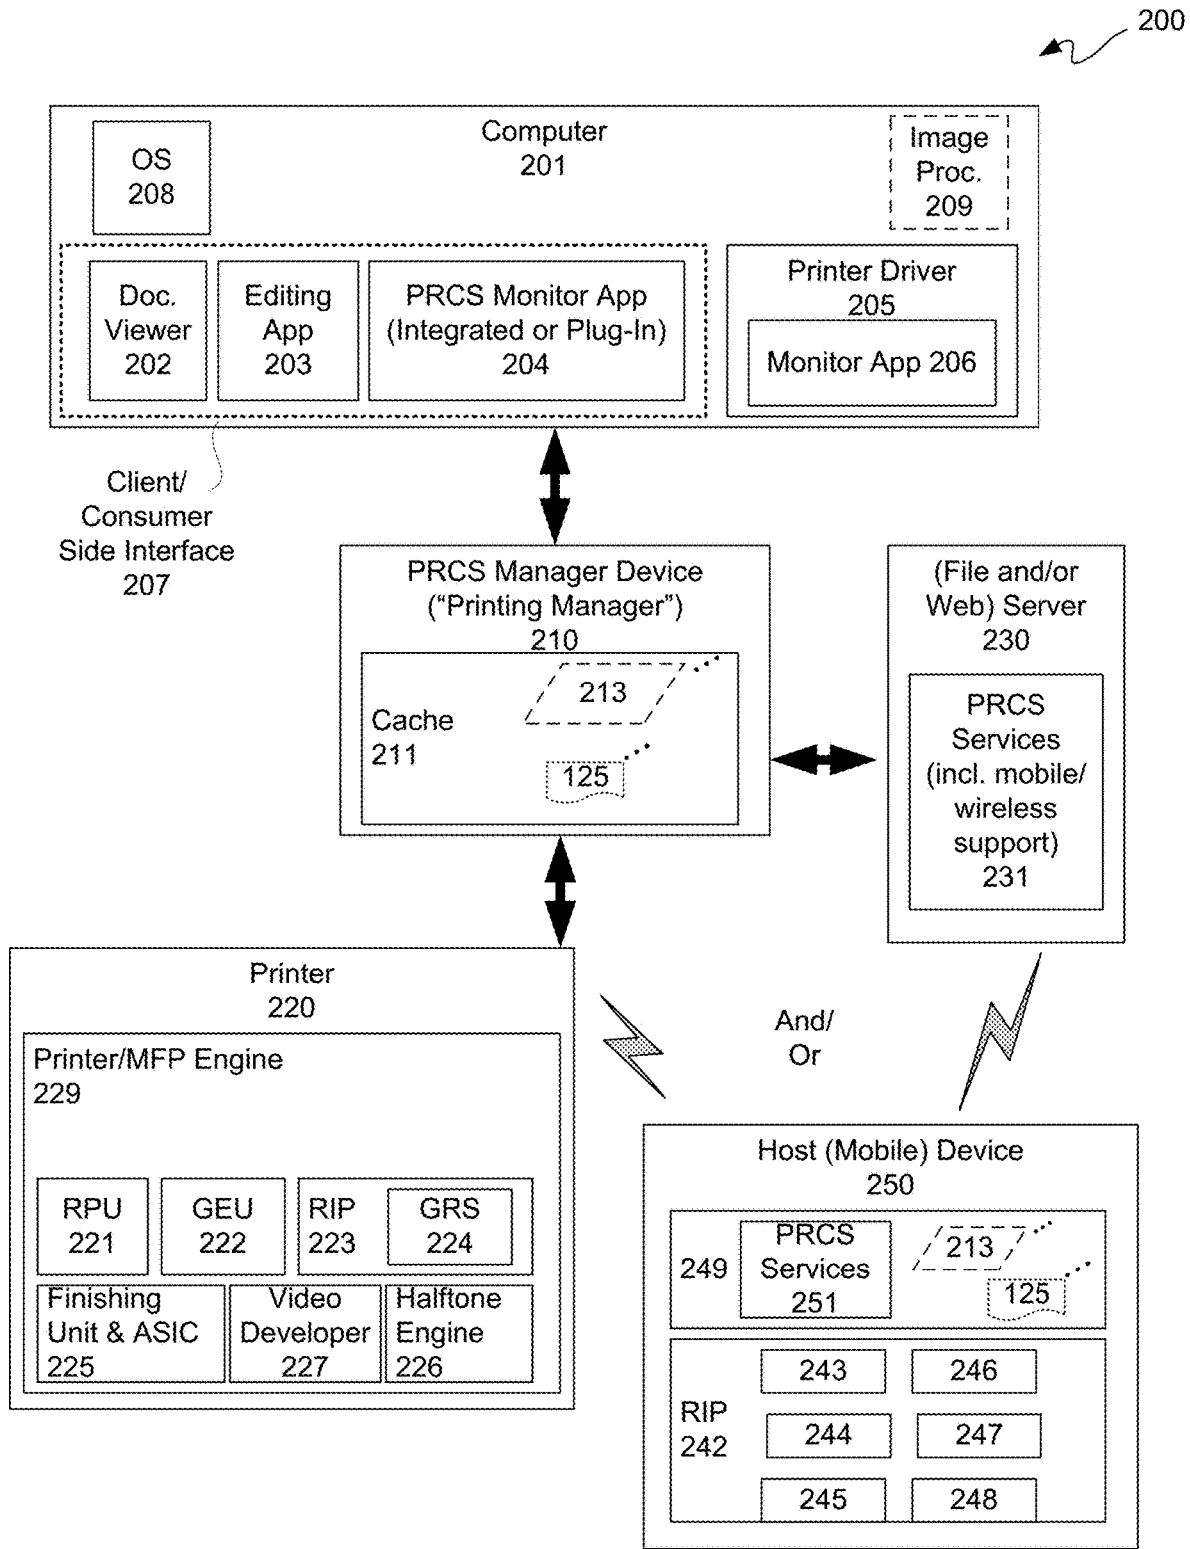 200
Computer
201
OS
208
Image
Proc.
209
Doc.
Viewer
202
Editing
App
203
PRCS Monitor App
(Integrated or Plug-In)
204
Printer Driver
205
Monitor App 206
Client/
Consumer
Side Interface
207
PRCS Manager Device
(“Printing Manager”)
210
Cache
211
213
125
(File and/or
Web) Server
230
PRCS
Services
(incl. mobile/
wireless
support)
231
Printer
220
Printer/MFP Engine
229
RPU
221
GEU
222
RIP
223
GRS
224
Finishing
Unit & ASIC
225
Video
Developer
227
Halftone
Engine
226
And/
Or
Host (Mobile) Device
250
249
PRCS
Services
251
213
125
RIP
242
243
246
244
247
245
248